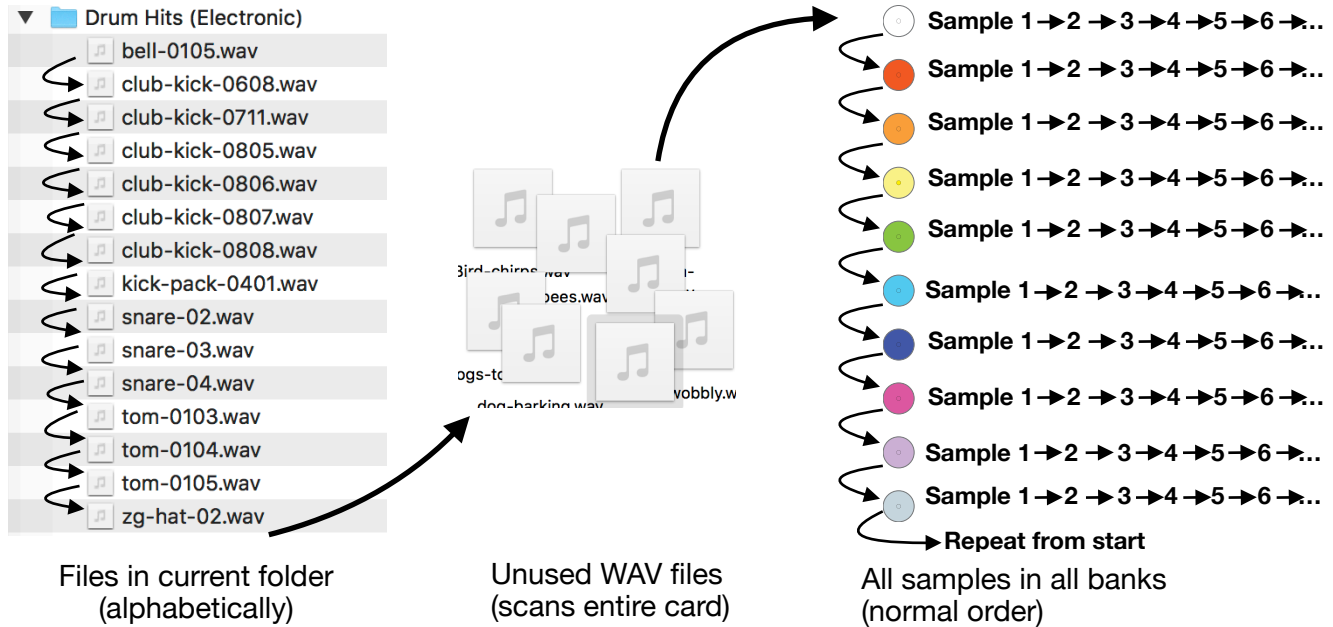 Drum Hits (Electronic)
bell-0105.wav
club-kick-0608.wav
club-kick-0711.wav
club-kick-0805.wav
club-kick-0806.wav
club-kick-0807.wav
club-kick-0808.wav
kick-pack-0401.wav
snare-02.wav
snare-03.wav
snare-04.wav
tom-0103.wav
tom-0104.wav
tom-0105.wav
zg-hat-02.wav
Files in current folder
(alphabetically)
Bird-chirps.wav
bees.wav
wobbly.w
dog-barking.wav
Unused WAV files
(scans entire card)
Sample 1→2 →3→4→5→6→...
Sample 1→2 →3→4→5→6→...
Sample 1→2 →3→4→5→6→...
Sample 1→2 →3→4→5→6→...
Sample 1→2 →3→4→5→6→...
Sample 1→2 →3→4→5→6→...
Sample 1→2 →3→4→5→6→...
Sample 1→2 →3→4→5→6→...
Sample 1→2 →3→4→5→6→...
Sample 1→2 →3→4→5→6→...
Repeat from start
All samples in all banks
(normal order)